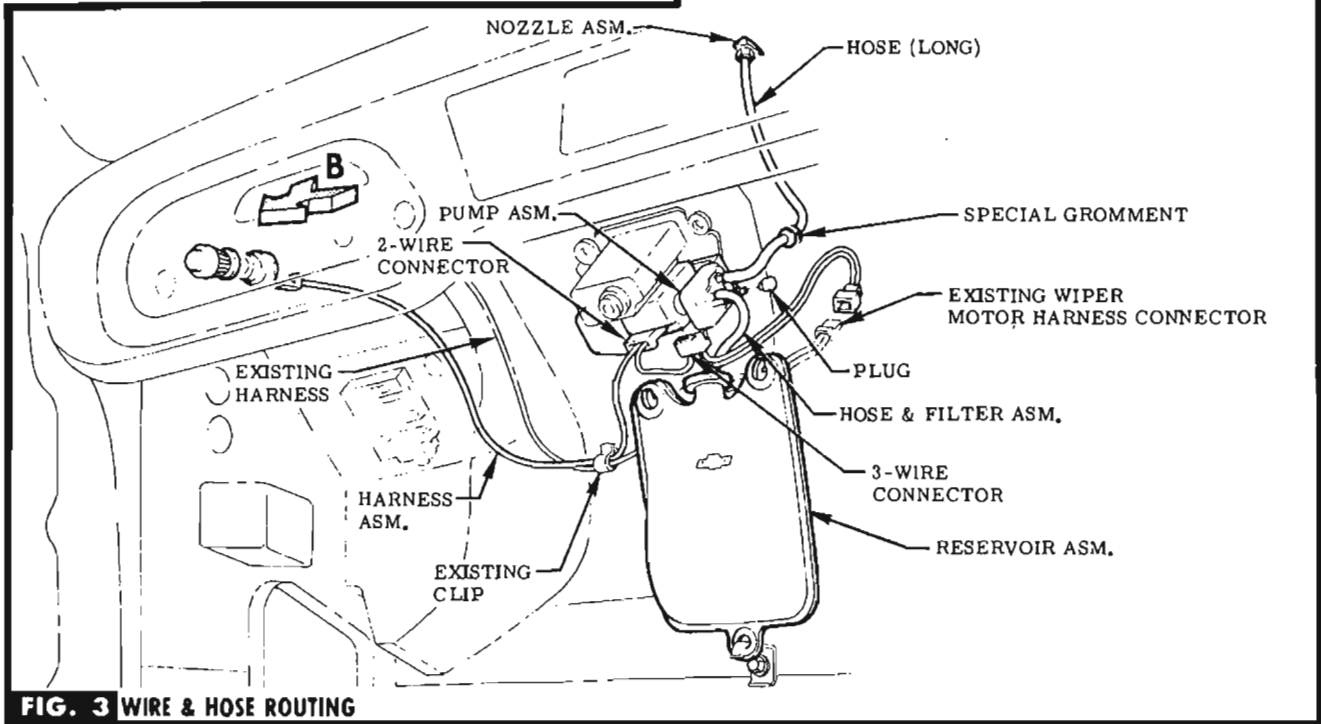 NOZZLE ASM.
HOSE (LONG)
B
PUMP ASM.
SPECIAL GROMMENT
2-WIRE
CONNECTOR
EXISTING WIPER
MOTOR HARNESS CONNECTOR
EXISTING
HARNESS
PLUG
HOSE & FILTER ASM.
3-WIRE
CONNECTOR
HARNESS
ASM.
RESERVOIR ASM.
EXISTING
CLIP
FIG. 3 WIRE & HOSE ROUTING